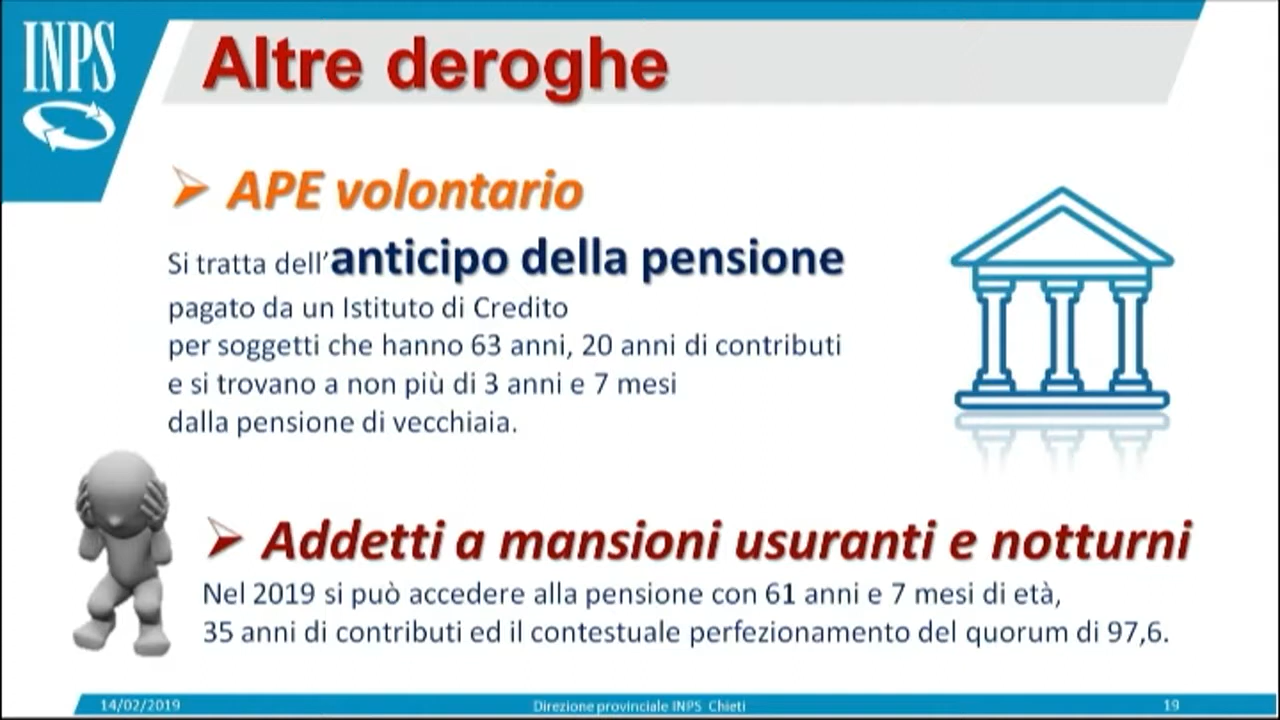 INPS
Altre deroghe
APE volontario
Si tratta dell'anticipo della pensione
pagato da un Istituto di Credito
per soggetti che hanno 63 anni, 20 anni di contributi
e si trovano a non più di 3 anni e 7 mesi
dalla pensione di vecchiaia.
Addetti a mansioni usuranti e notturni
Nel 2019 si può accedere alla pensione con 61 anni e 7 mesi di età,
35 anni di contributi ed il contestuale perfezionamento del quorum di 97,6.
14/02/2019
Direzione provinciale INPS Chieti
19